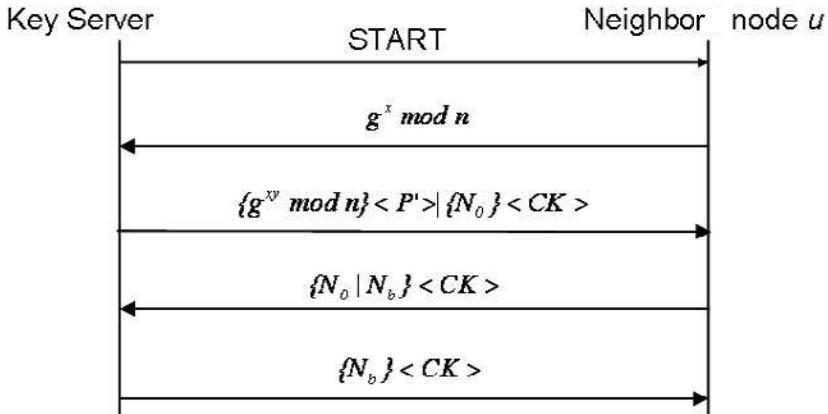 Key Server
Neighbor node u
START
g^x mod n
{g^xy mod n} < P' >| {N_0} < CK >
{N_0 | N_b} < CK >
{N_b} < CK >